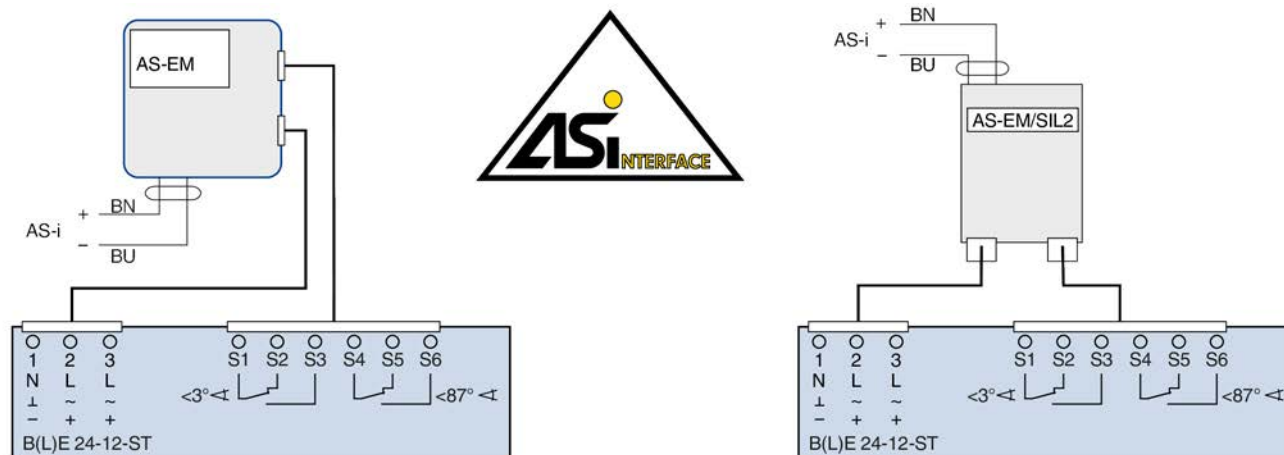 AS-EM
+ BN
AS-i
− BU
1 2 3 S1 S2 S3 S4 S5 S6
N L L
⊥ ~ ~ <3°∢ <87°∢
− + +
B(L)E 24-12-ST
ASi NTERFACE
+ BN
AS-i
− BU
AS-EM/SIL2
1 2 3 S1 S2 S3 S4 S5 S6
N L L
⊥ ~ ~ <3°∢ <87°∢
− + +
B(L)E 24-12-ST